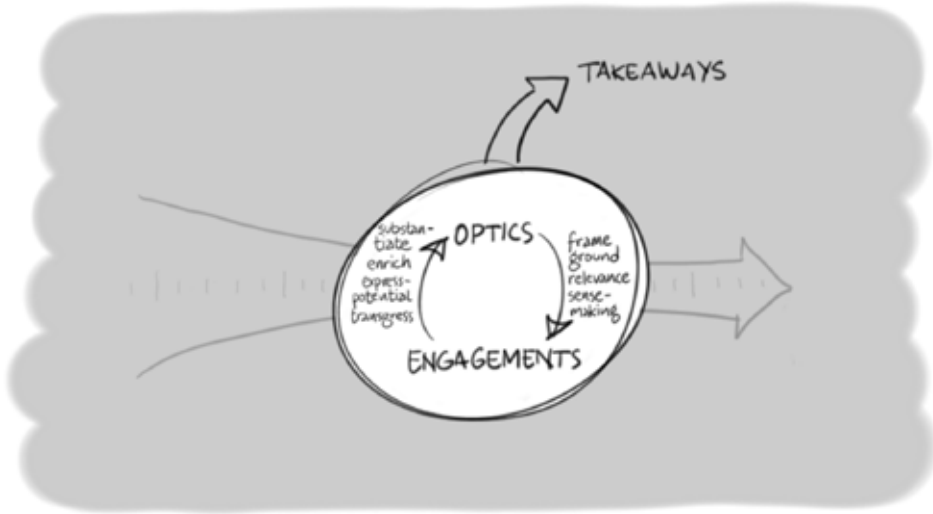 TAKEAWAYS
OPTICS
substan-
tiate
enrich
express-
potential
transgress
frame
ground
relevance
sense-
making
ENGAGEMENTS